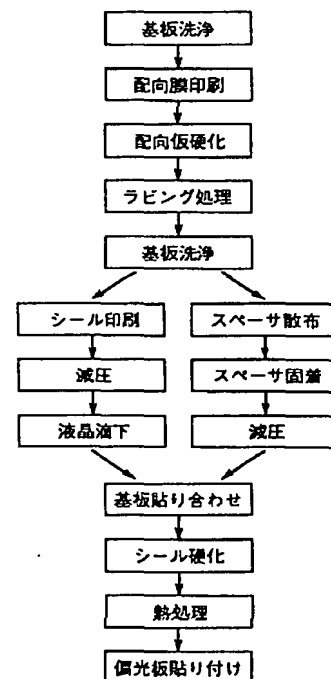 基板洗浄
配向膜印刷
配向仮硬化
ラビング処理
基板洗浄
シール印刷
スペーサ散布
減圧
スペーサ固着
液晶滴下
減圧
基板貼り合わせ
シール硬化
熱処理
偏光板貼り付け